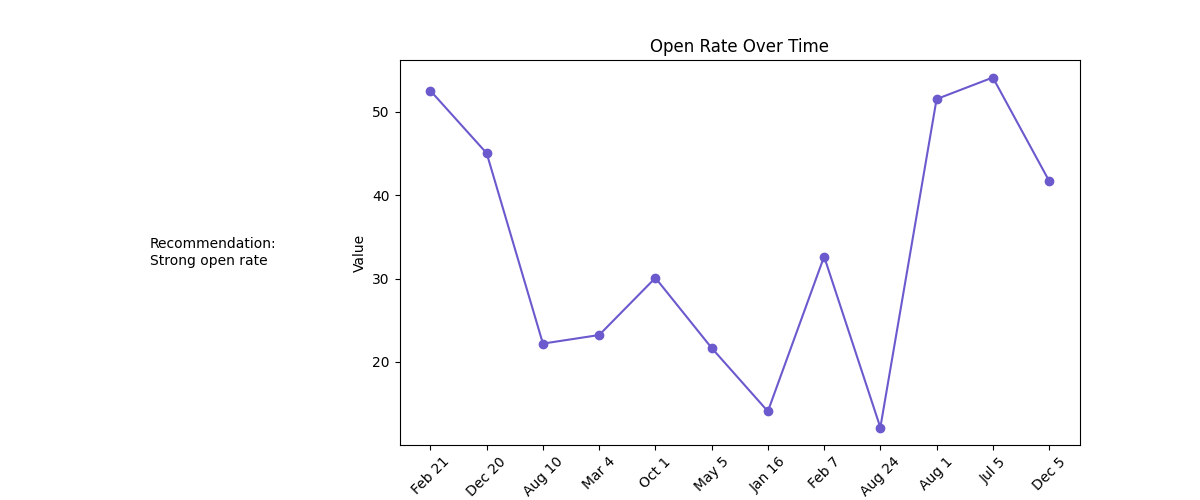 Open Rate Over Time
Recommendation:
Strong open rate
Value
50
40
30
20
Feb 21
Dec 20
Aug 10
Mar 4
Oct 1
May 5
Jan 16
Feb 7
Aug 24
Aug 1
Jul 5
Dec 5